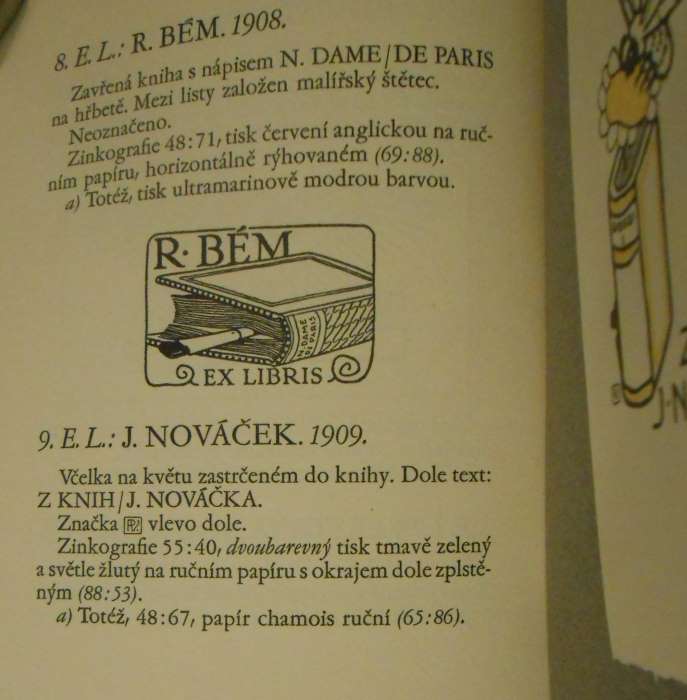 8. E. L.: R. BÉM. 1908.
Zavřená kniha s nápisem N. DAME/DE PARIS
na hřbetě. Mezi listy založen malířský štětec.
Neoznačeno.
Zinkografie 48:71, tisk červení anglickou na ruč-
ním papíru, horizontálně rýhovaném (69:88).
a) Totéž, tisk ultramarinově modrou barvou.
R. BÉM
N. DAME
DE PARIS
EX LIBRIS
9. E. L.: J. NOVÁČEK. 1909.
Včelka na květu zastrčeném do knihy. Dole text:
Z KNIH/J. NOVÁČKA.
Značka vlevo dole.
Zinkografie 55:40, dvoubarevný tisk tmavě zelený
a světle žlutý na ručním papíru s okrajem dole zplstě-
ným (88:53).
a) Totéž, 48:67, papír chamois ruční (65:86).
Z
J. N